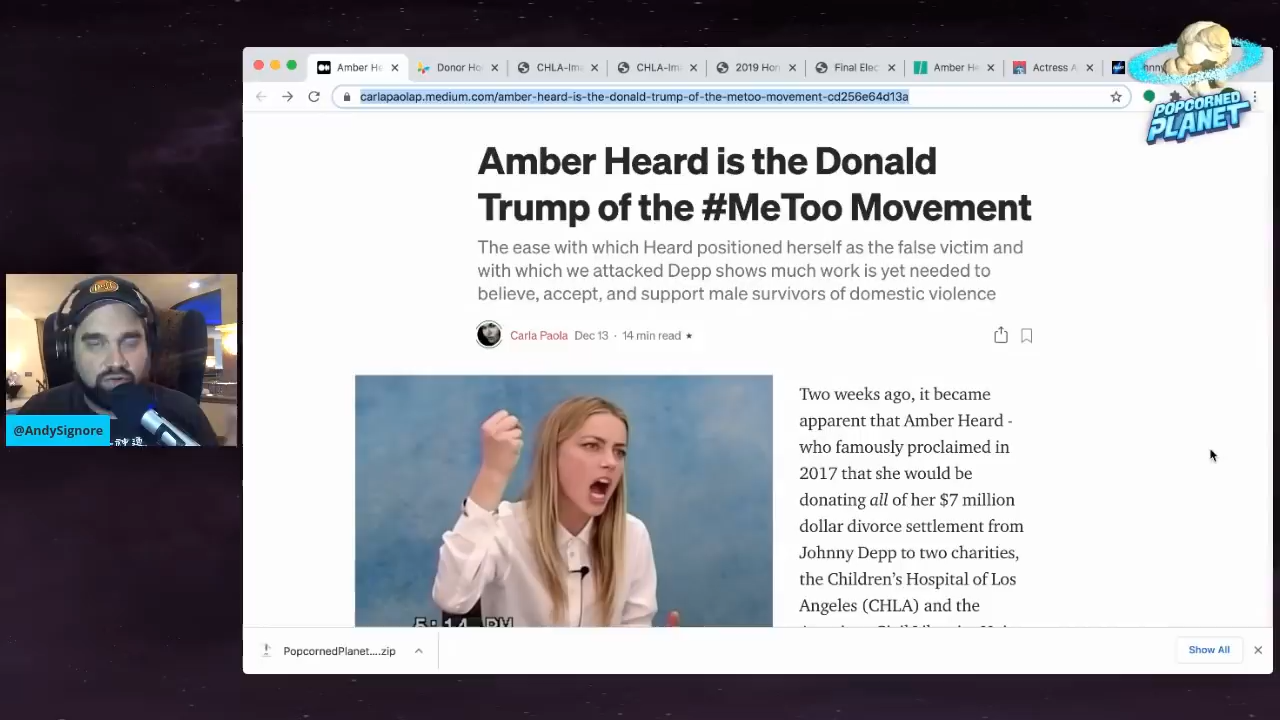 Amber He
Donor Ho
CHLA-Im
CHLA-Im
2019 Hon
Final Elec
Amber He
Actress A
carlapaolap.medium.com/amber-heard-is-the-donald-trump-of-the-metoo-movement-cd256e64d13a
POPCORNED
PLANET
Amber Heard is the Donald
Trump of the #MeToo Movement
The ease with which Heard positioned herself as the false victim and
with which we attacked Depp shows much work is yet needed to
believe, accept, and support male survivors of domestic violence
Carla Paola Dec 13 · 14 min read ★
Two weeks ago, it became
apparent that Amber Heard -
who famously proclaimed in
2017 that she would be
donating all of her $7 million
dollar divorce settlement from
Johnny Depp to two charities,
the Children's Hospital of Los
Angeles (CHLA) and the
5:14 PM
@AndySignore
PopcornedPlanet....zip
Show All